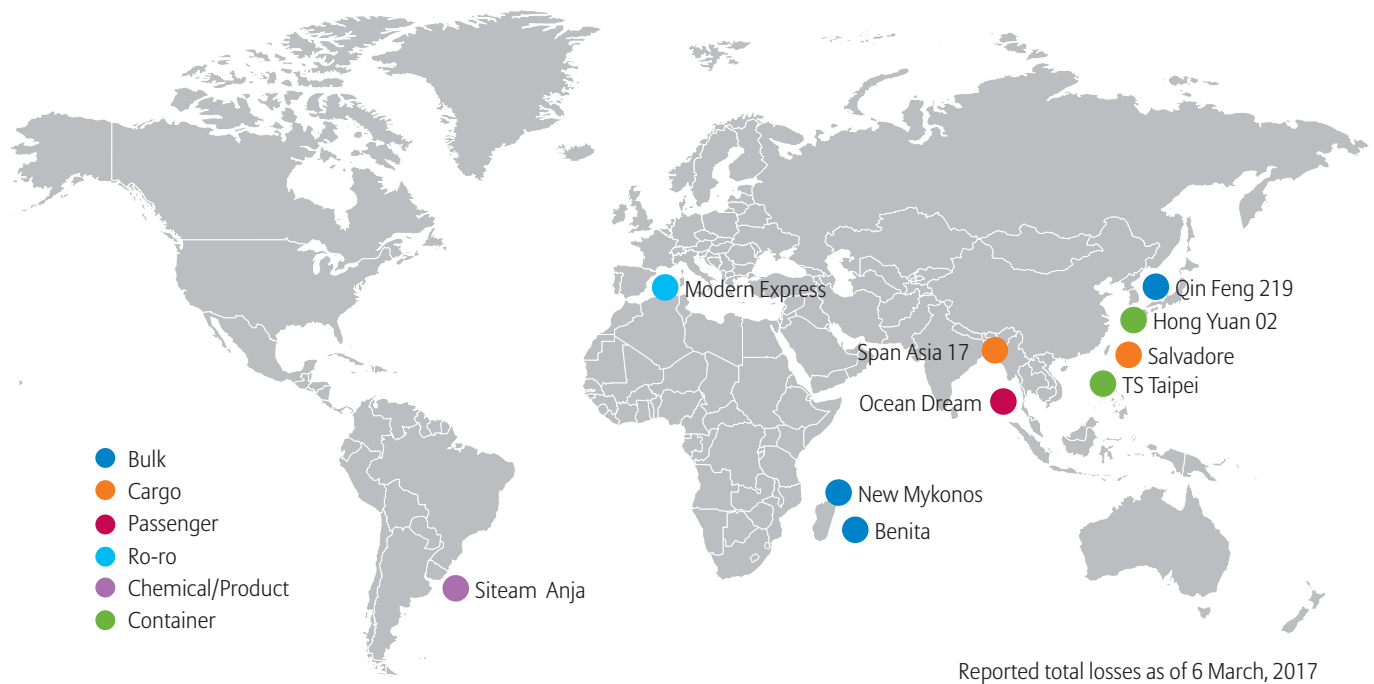 Modern Express
Qin Feng 219
Hong Yuan 02
Span Asia 17
Salvadore
TS Taipei
Ocean Dream
New Mykonos
Benita
Siteam Anja
Bulk
Cargo
Passenger
Ro-ro
Chemical/Product
Container
Reported total losses as of 6 March, 2017